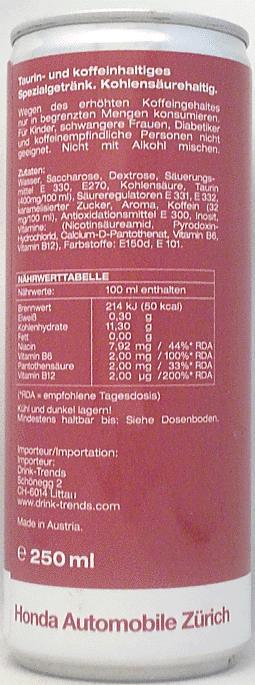 Taurin- und koffeinhaltiges
Spezialgetränk. Kohlensäurehaltig.
Wegen des erhöhten Koffeingehaltes
nur in begrenzten Mengen konsumieren.
Für Kinder, schwangere Frauen, Diabetiker
und koffeinempfindliche Personen nicht
geeignet. Nicht mit Alkohl mischen.
Zutaten:
Wasser, Saccharose, Dextrose, Säuerungs-
mittel E 330, E270, Kohlensäure, Taurin
(400mg/100 ml), Säureregulatoren E 331, E 332,
karamelisierter Zucker, Aroma, Koffein (32
mg/100 ml), Antioxidationsmittel E 300, Inosit,
Vitamine: (Nicotinsäureamid, Pyrodoxin-
Hydrochlorid, Calcium-D-Pantothenat, Vitamin B6,
Vitamin B12), Farbstoffe: E150d, E 101.
NÄHRWERTTABELLE
Nährwerte: 100 ml enthalten
Brennwert 214 kJ (50 kcal)
Eiweiß 0,30 g
Kohlenhydrate 11,30 g
Fett 0,00 g
Niacin 7,92 mg / 44%* RDA
Vitamin B6 2,00 mg / 100%* RDA
Pantothensäure 2,00 mg / 33%* RDA
Vitamin B12 2,00 µg /200%* RDA
(*RDA = empfohlene Tagesdosis)
Kühl und dunkel lagern!
Mindestens haltbar bis: Siehe Dosenboden.
Importeur/Importation:
Importeur:
Drink-Trends
Schönegg 2
CH-6014 Littau
www.drink-trends.com
Made in Austria.
e 250 ml
Honda Automobile Zürich